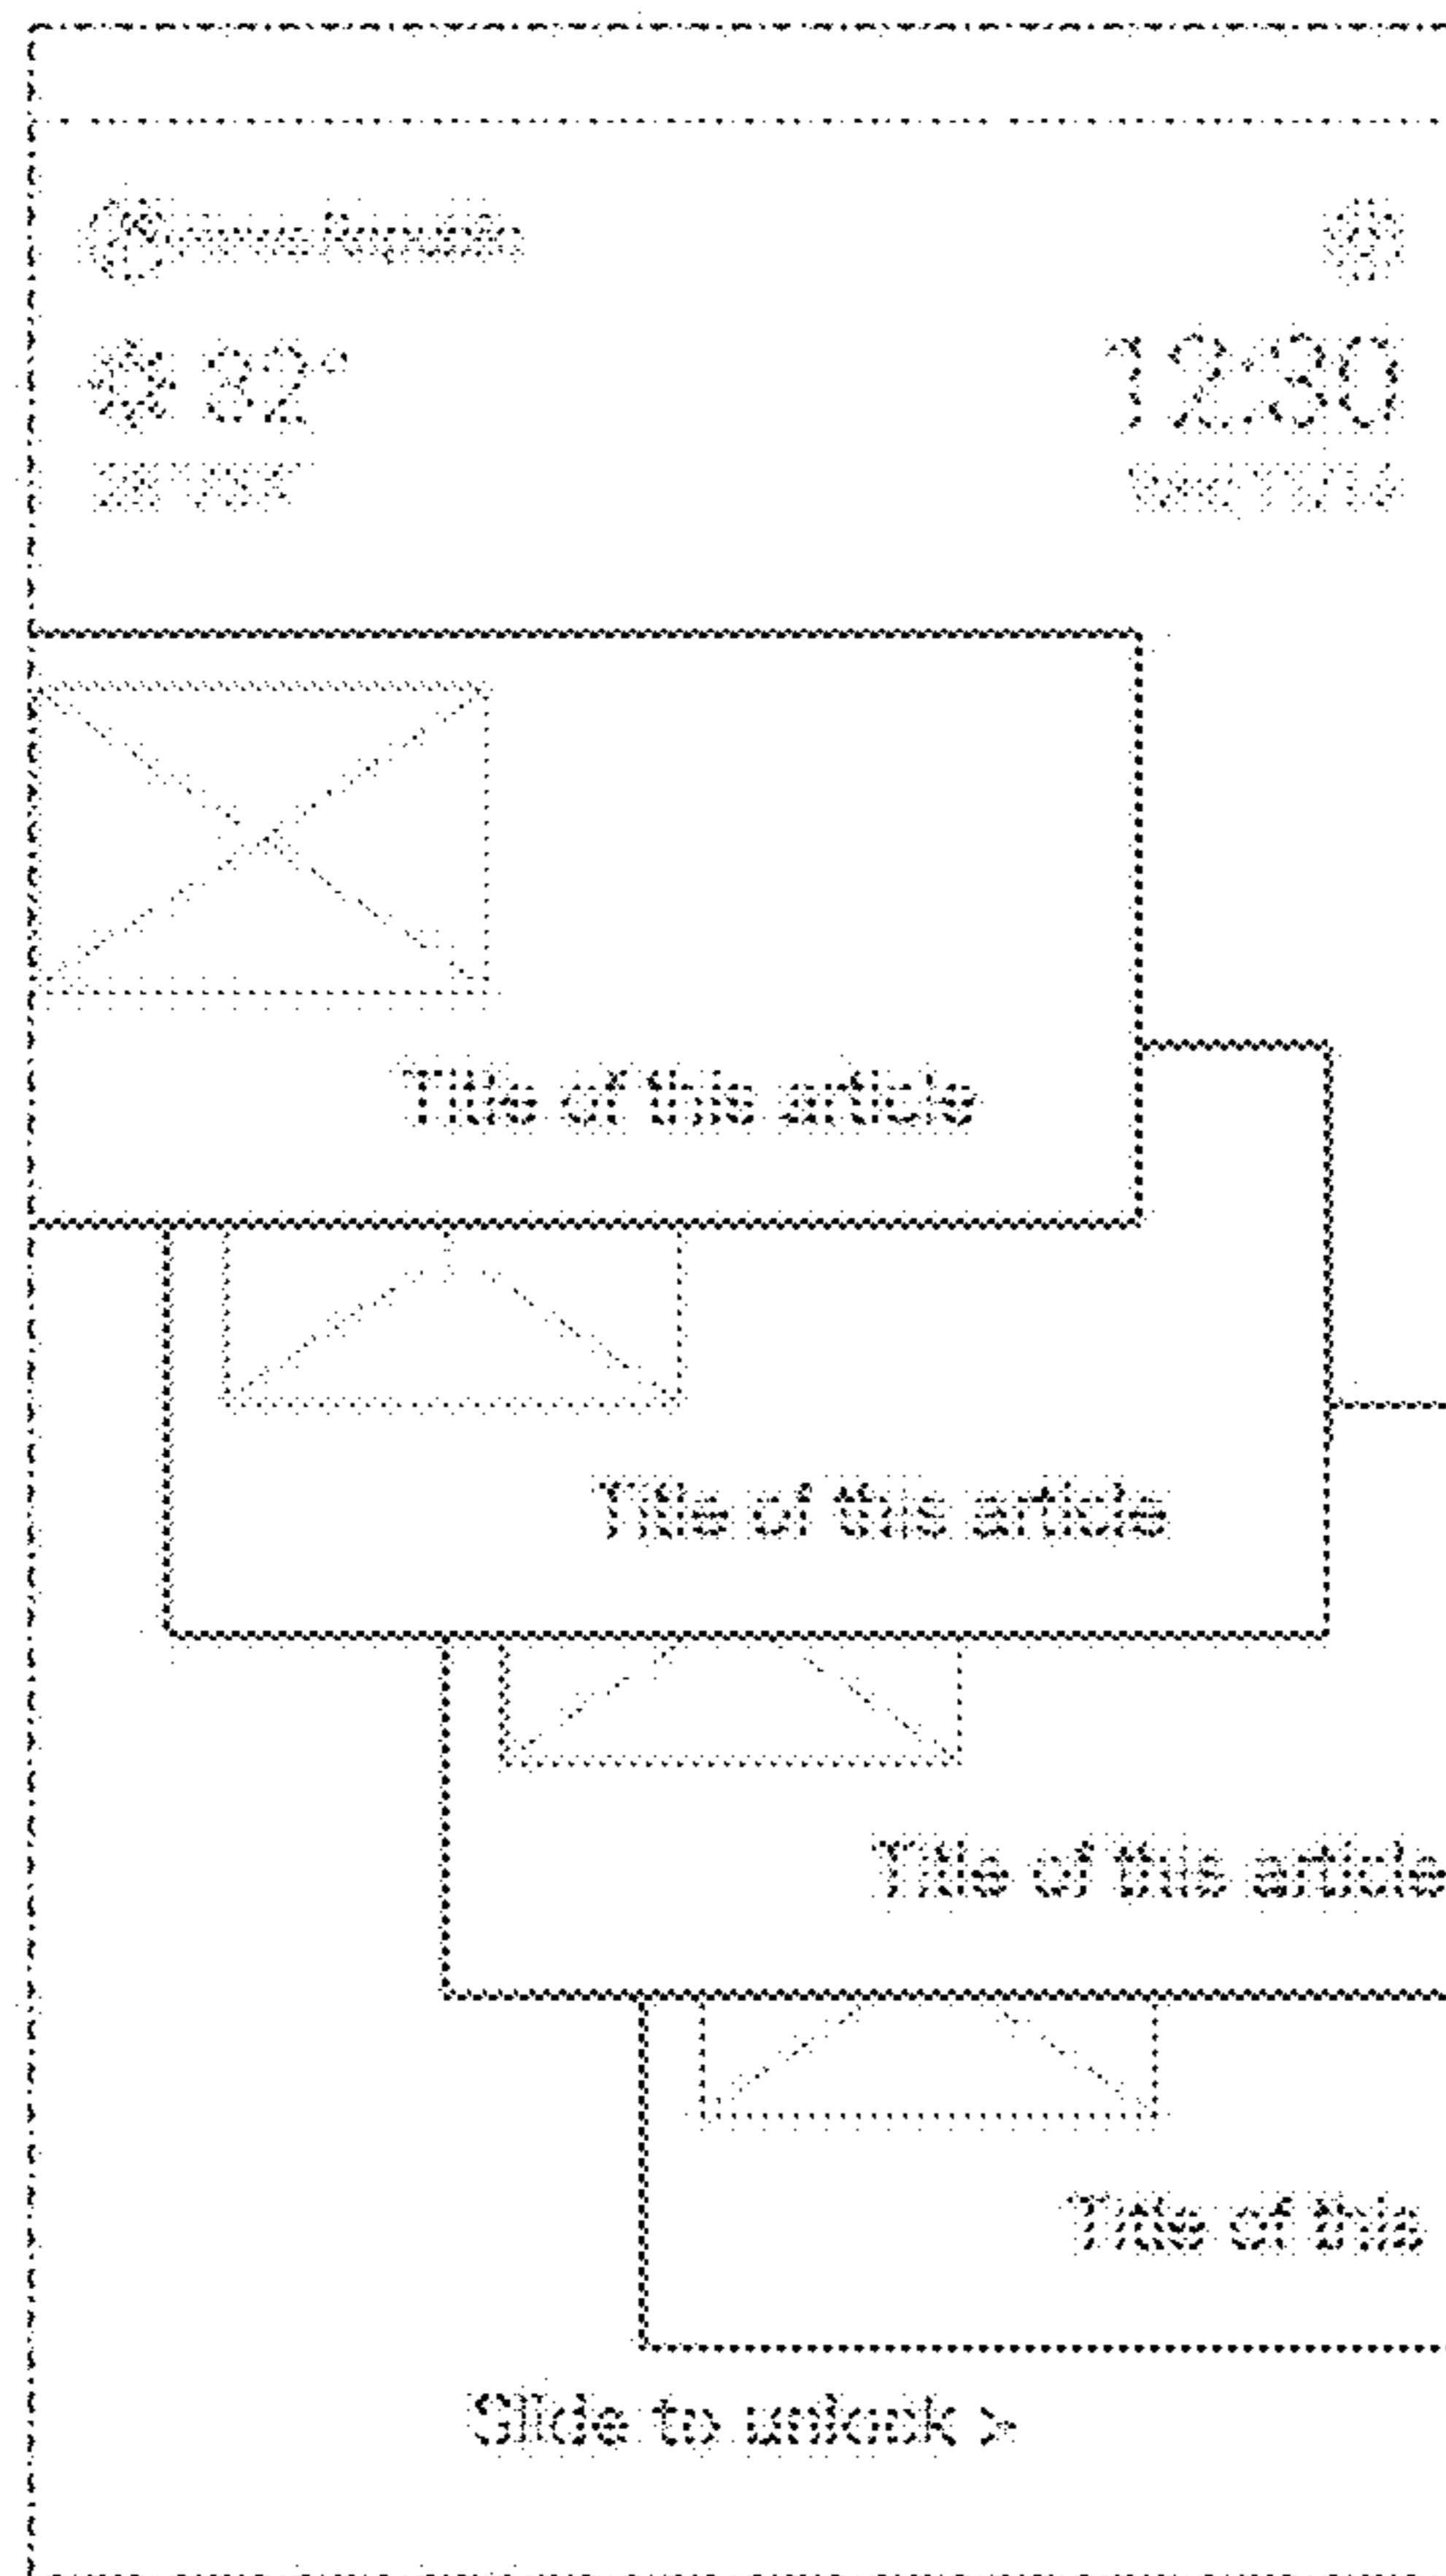 32°
12:30
Title of this article
Title of this article
Title of this article
Title of this
Slide to unlock >